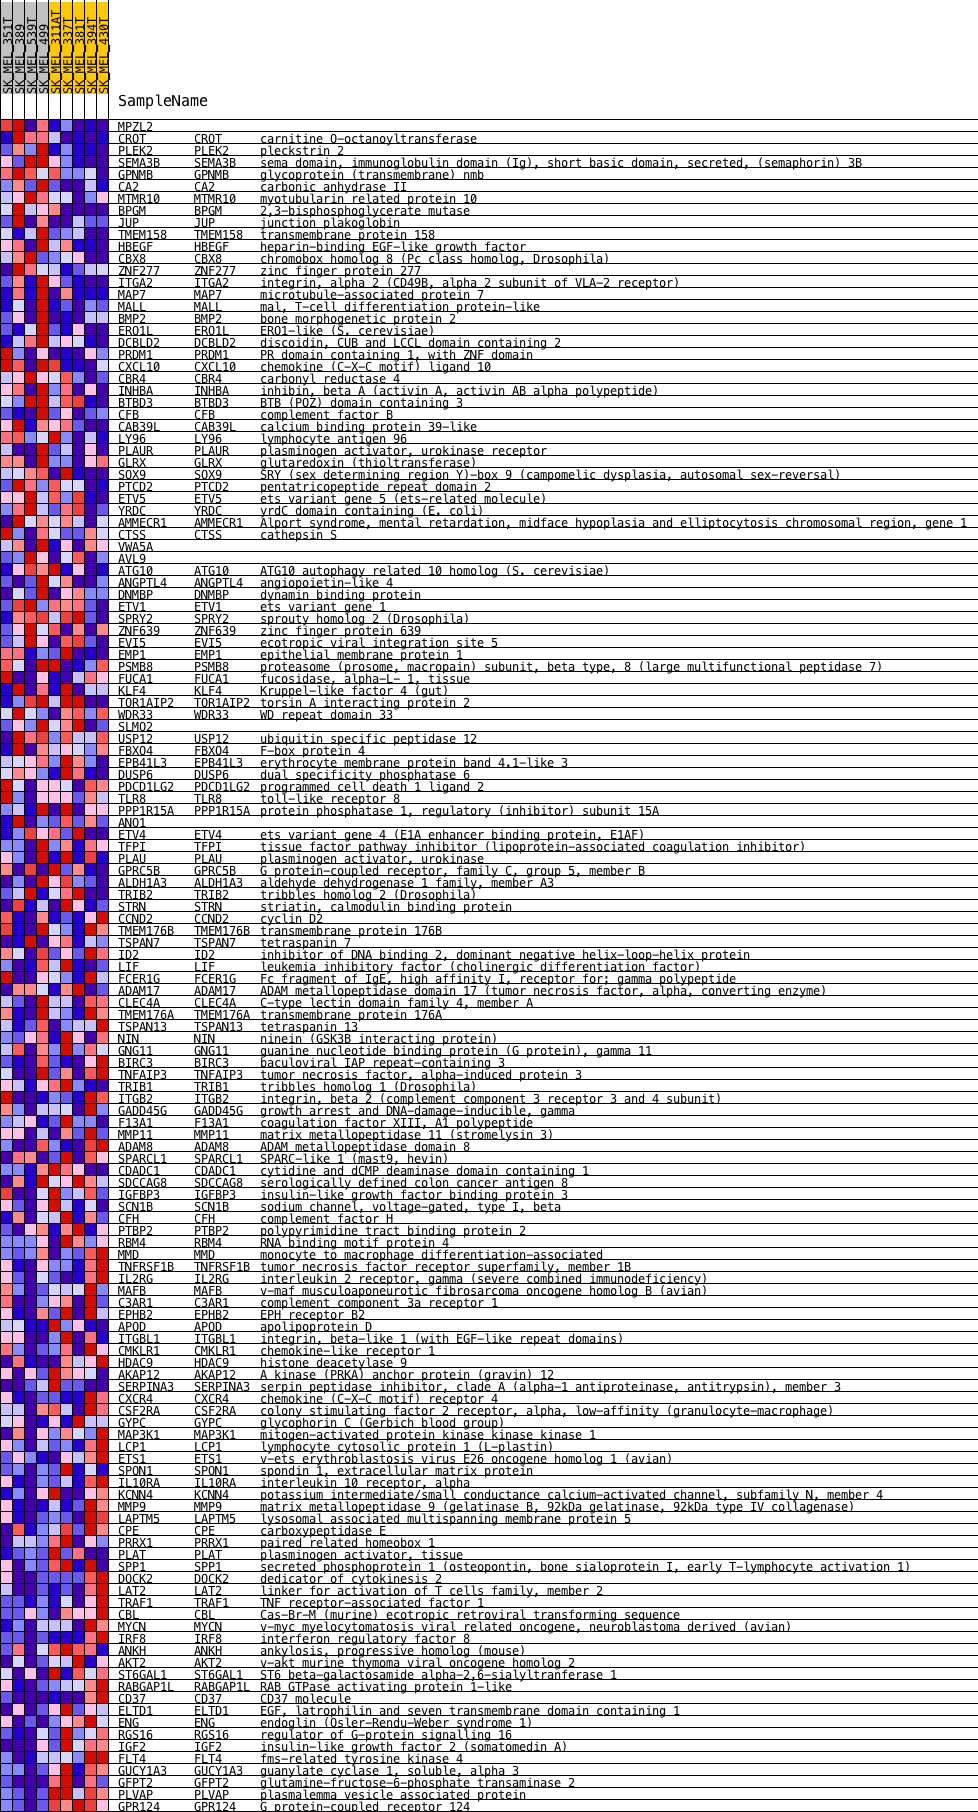 SK_MEL_351T
SK_MEL_389
SK_MEL_539T
SK_MEL_499
SK_MEL_311AT
SK_MEL_337T
SK_MEL_381T
SK_MEL_394T
SK_MEL_430T
SampleName
MPZL2
CROT CROT carnitine O-octanoyltransferase
PLEK2 PLEK2 pleckstrin 2
SEMA3B SEMA3B sema domain, immunoglobulin domain (Ig), short basic domain, secreted, (semaphorin) 3B
GPNMB GPNMB glycoprotein (transmembrane) nmb
CA2 CA2 carbonic anhydrase II
MTMR10 MTMR10 myotubularin related protein 10
BPGM BPGM 2,3-bisphosphoglycerate mutase
JUP JUP junction plakoglobin
TMEM158 TMEM158 transmembrane protein 158
HBEGF HBEGF heparin-binding EGF-like growth factor
CBX8 CBX8 chromobox homolog 8 (Pc class homolog, Drosophila)
ZNF277 ZNF277 zinc finger protein 277
ITGA2 ITGA2 integrin, alpha 2 (CD49B, alpha 2 subunit of VLA-2 receptor)
MAP7 MAP7 microtubule-associated protein 7
MALL MALL mal, T-cell differentiation protein-like
BMP2 BMP2 bone morphogenetic protein 2
ERO1L ERO1L ERO1-like (S. cerevisiae)
DCBLD2 DCBLD2 discoidin, CUB and LCCL domain containing 2
PRDM1 PRDM1 PR domain containing 1, with ZNF domain
CXCL10 CXCL10 chemokine (C-X-C motif) ligand 10
CBR4 CBR4 carbonyl reductase 4
INHBA INHBA inhibin, beta A (activin A, activin AB alpha polypeptide)
BTBD3 BTBD3 BTB (POZ) domain containing 3
CFB CFB complement factor B
CAB39L CAB39L calcium binding protein 39-like
LY96 LY96 lymphocyte antigen 96
PLAUR PLAUR plasminogen activator, urokinase receptor
GLRX GLRX glutaredoxin (thioltransferase)
SOX9 SOX9 SRY (sex determining region Y)-box 9 (campomelic dysplasia, autosomal sex-reversal)
PTCD2 PTCD2 pentatricopeptide repeat domain 2
ETV5 ETV5 ets variant gene 5 (ets-related molecule)
YRDC YRDC yrdC domain containing (E. coli)
AMMECR1 AMMECR1 Alport syndrome, mental retardation, midface hypoplasia and elliptocytosis chromosomal region, gene 1
CTSS CTSS cathepsin S
VWA5A
AVL9
ATG10 ATG10 ATG10 autophagy related 10 homolog (S. cerevisiae)
ANGPTL4 ANGPTL4 angiopoietin-like 4
DNMBP DNMBP dynamin binding protein
ETV1 ETV1 ets variant gene 1
SPRY2 SPRY2 sprouty homolog 2 (Drosophila)
ZNF639 ZNF639 zinc finger protein 639
EVI5 EVI5 ecotropic viral integration site 5
EMP1 EMP1 epithelial membrane protein 1
PSMB8 PSMB8 proteasome (prosome, macropain) subunit, beta type, 8 (large multifunctional peptidase 7)
FUCA1 FUCA1 fucosidase, alpha-L- 1, tissue
KLF4 KLF4 Kruppel-like factor 4 (gut)
TOR1AIP2 TOR1AIP2 torsin A interacting protein 2
WDR33 WDR33 WD repeat domain 33
SLMO2
USP12 USP12 ubiquitin specific peptidase 12
FBXO4 FBXO4 F-box protein 4
EPB41L3 EPB41L3 erythrocyte membrane protein band 4.1-like 3
DUSP6 DUSP6 dual specificity phosphatase 6
PDCD1LG2 PDCD1LG2 programmed cell death 1 ligand 2
TLR8 TLR8 toll-like receptor 8
PPP1R15A PPP1R15A protein phosphatase 1, regulatory (inhibitor) subunit 15A
ANO1
ETV4 ETV4 ets variant gene 4 (E1A enhancer binding protein, E1AF)
TFPI TFPI tissue factor pathway inhibitor (lipoprotein-associated coagulation inhibitor)
PLAU PLAU plasminogen activator, urokinase
GPRC5B GPRC5B G protein-coupled receptor, family C, group 5, member B
ALDH1A3 ALDH1A3 aldehyde dehydrogenase 1 family, member A3
TRIB2 TRIB2 tribbles homolog 2 (Drosophila)
STRN STRN striatin, calmodulin binding protein
CCND2 CCND2 cyclin D2
TMEM176B TMEM176B transmembrane protein 176B
TSPAN7 TSPAN7 tetraspanin 7
ID2 ID2 inhibitor of DNA binding 2, dominant negative helix-loop-helix protein
LIF LIF leukemia inhibitory factor (cholinergic differentiation factor)
FCER1G FCER1G Fc fragment of IgE, high affinity I, receptor for; gamma polypeptide
ADAM17 ADAM17 ADAM metallopeptidase domain 17 (tumor necrosis factor, alpha, converting enzyme)
CLEC4A CLEC4A C-type lectin domain family 4, member A
TMEM176A TMEM176A transmembrane protein 176A
TSPAN13 TSPAN13 tetraspanin 13
NIN NIN ninein (GSK3B interacting protein)
GNG11 GNG11 guanine nucleotide binding protein (G protein), gamma 11
BIRC3 BIRC3 baculoviral IAP repeat-containing 3
TNFAIP3 TNFAIP3 tumor necrosis factor, alpha-induced protein 3
TRIB1 TRIB1 tribbles homolog 1 (Drosophila)
ITGB2 ITGB2 integrin, beta 2 (complement component 3 receptor 3 and 4 subunit)
GADD45G GADD45G growth arrest and DNA-damage-inducible, gamma
F13A1 F13A1 coagulation factor XIII, A1 polypeptide
MMP11 MMP11 matrix metallopeptidase 11 (stromelysin 3)
ADAM8 ADAM8 ADAM metallopeptidase domain 8
SPARCL1 SPARCL1 SPARC-like 1 (mast9, hevin)
CDADC1 CDADC1 cytidine and dCMP deaminase domain containing 1
SDCCAG8 SDCCAG8 serologically defined colon cancer antigen 8
IGFBP3 IGFBP3 insulin-like growth factor binding protein 3
SCN1B SCN1B sodium channel, voltage-gated, type I, beta
CFH CFH complement factor H
PTBP2 PTBP2 polypyrimidine tract binding protein 2
RBM4 RBM4 RNA binding motif protein 4
MMD MMD monocyte to macrophage differentiation-associated
TNFRSF1B TNFRSF1B tumor necrosis factor receptor superfamily, member 1B
IL2RG IL2RG interleukin 2 receptor, gamma (severe combined immunodeficiency)
MAFB MAFB v-maf musculoaponeurotic fibrosarcoma oncogene homolog B (avian)
C3AR1 C3AR1 complement component 3a receptor 1
EPHB2 EPHB2 EPH receptor B2
APOD APOD apolipoprotein D
ITGBL1 ITGBL1 integrin, beta-like 1 (with EGF-like repeat domains)
CMKLR1 CMKLR1 chemokine-like receptor 1
HDAC9 HDAC9 histone deacetylase 9
AKAP12 AKAP12 A kinase (PRKA) anchor protein (gravin) 12
SERPINA3 SERPINA3 serpin peptidase inhibitor, clade A (alpha-1 antiproteinase, antitrypsin), member 3
CXCR4 CXCR4 chemokine (C-X-C motif) receptor 4
CSF2RA CSF2RA colony stimulating factor 2 receptor, alpha, low-affinity (granulocyte-macrophage)
GYPC GYPC glycophorin C (Gerbich blood group)
MAP3K1 MAP3K1 mitogen-activated protein kinase kinase kinase 1
LCP1 LCP1 lymphocyte cytosolic protein 1 (L-plastin)
ETS1 ETS1 v-ets erythroblastosis virus E26 oncogene homolog 1 (avian)
SPON1 SPON1 spondin 1, extracellular matrix protein
IL10RA IL10RA interleukin 10 receptor, alpha
KCNN4 KCNN4 potassium intermediate/small conductance calcium-activated channel, subfamily N, member 4
MMP9 MMP9 matrix metallopeptidase 9 (gelatinase B, 92kDa gelatinase, 92kDa type IV collagenase)
LAPTM5 LAPTM5 lysosomal associated multispanning membrane protein 5
CPE CPE carboxypeptidase E
PRRX1 PRRX1 paired related homeobox 1
PLAT PLAT plasminogen activator, tissue
SPP1 SPP1 secreted phosphoprotein 1 (osteopontin, bone sialoprotein I, early T-lymphocyte activation 1)
DOCK2 DOCK2 dedicator of cytokinesis 2
LAT2 LAT2 linker for activation of T cells family, member 2
TRAF1 TRAF1 TNF receptor-associated factor 1
CBL CBL Cas-Br-M (murine) ecotropic retroviral transforming sequence
MYCN MYCN v-myc myelocytomatosis viral related oncogene, neuroblastoma derived (avian)
IRF8 IRF8 interferon regulatory factor 8
ANKH ANKH ankylosis, progressive homolog (mouse)
AKT2 AKT2 v-akt murine thymoma viral oncogene homolog 2
ST6GAL1 ST6GAL1 ST6 beta-galactosamide alpha-2,6-sialyltranferase 1
RABGAP1L RABGAP1L RAB GTPase activating protein 1-like
CD37 CD37 CD37 molecule
ELTD1 ELTD1 EGF, latrophilin and seven transmembrane domain containing 1
ENG ENG endoglin (Osler-Rendu-Weber syndrome 1)
RGS16 RGS16 regulator of G-protein signalling 16
IGF2 IGF2 insulin-like growth factor 2 (somatomedin A)
FLT4 FLT4 fms-related tyrosine kinase 4
GUCY1A3 GUCY1A3 guanylate cyclase 1, soluble, alpha 3
GFPT2 GFPT2 glutamine-fructose-6-phosphate transaminase 2
PLVAP PLVAP plasmalemma vesicle associated protein
GPR124 GPR124 G protein-coupled receptor 124